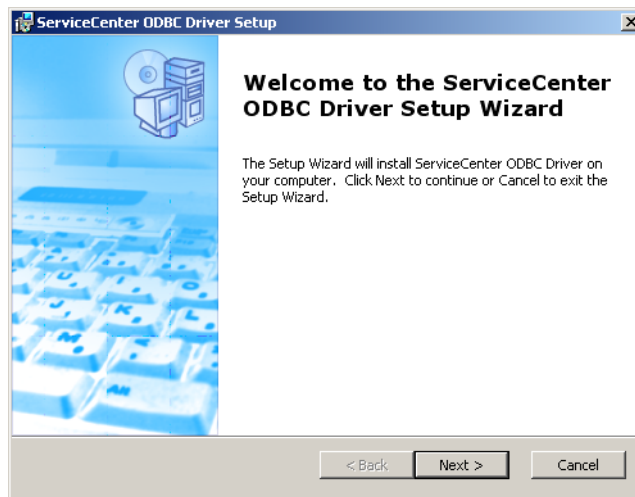 ServiceCenter ODBC Driver Setup
Welcome to the ServiceCenter
ODBC Driver Setup Wizard
The Setup Wizard will install ServiceCenter ODBC Driver on
your computer. Click Next to continue or Cancel to exit the
Setup Wizard.
< Back
Next >
Cancel